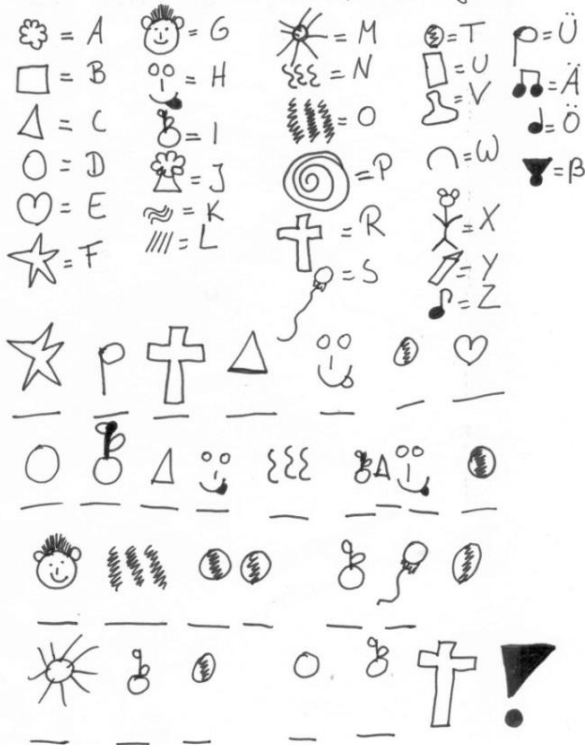 = A
= B
= C
= D
= E
= F
= G
= H
= I
= J
= K
= L
= M
= N
= O
= P
= R
= S
= T
= U
= V
= W
= X
= Y
= Z
= Ü
= Ä
= Ö
= ß